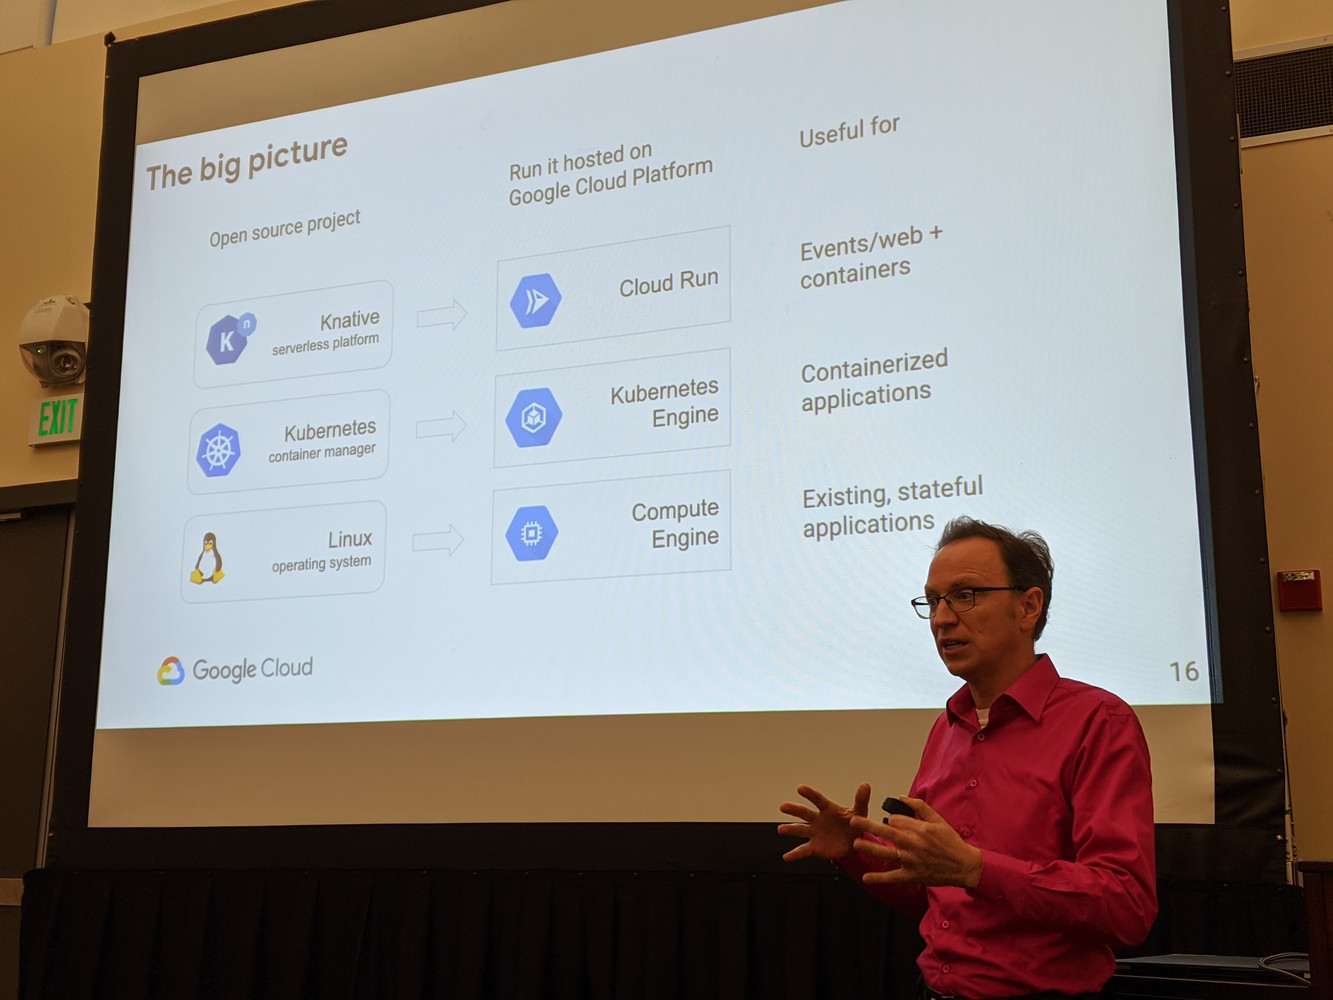 The big picture
Open source project
Run it hosted on
Google Cloud Platform
Useful for
K n
Knative
serverless platform
Cloud Run
Events/web +
containers
Kubernetes
container manager
Kubernetes
Engine
Containerized
applications
Linux
operating system
Compute
Engine
Existing, stateful
applications
Google Cloud
16
EXIT